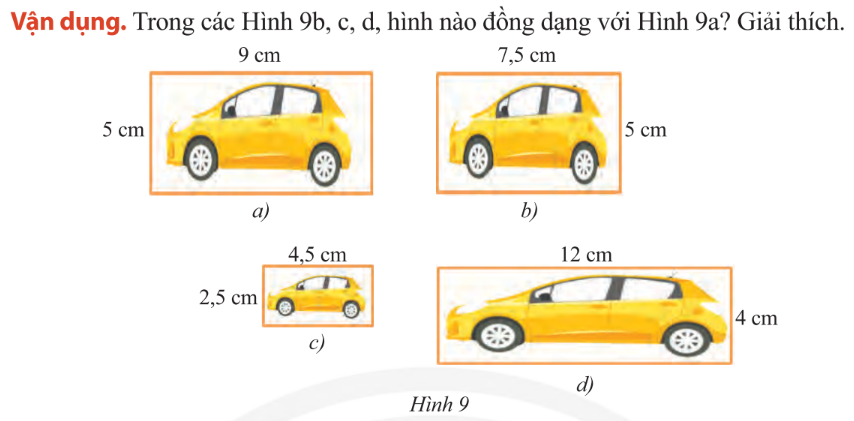 Vận dụng. Trong các Hình 9b, c, d, hình nào đồng dạng với Hình 9a? Giải thích.
9 cm
7,5 cm
5 cm
5 cm
a)
b)
4,5 cm
12 cm
2,5 cm
4 cm
c)
d)
Hình 9